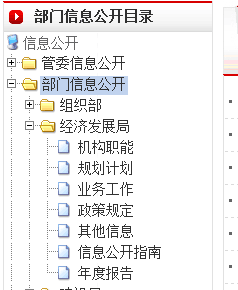 部门信息公开目录
信息公开
管委信息公开
部门信息公开
组织部
经济发展局
机构职能
规划计划
业务工作
政策规定
其他信息
信息公开指南
年度报告